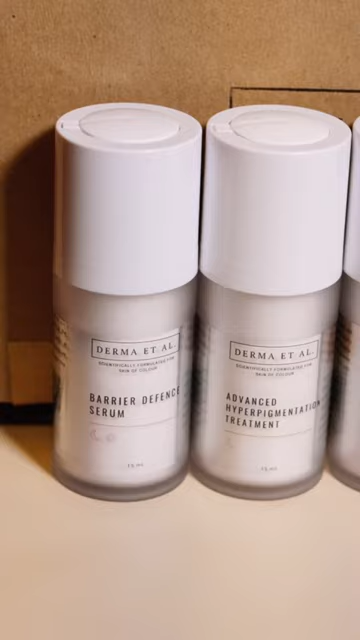 DERMA ET AL.
SCIENTIFICALLY FORMULATED FOR
SKIN OF COLOUR
BARRIER DEFENCE
SERUM
15 mL
DERMA ET AL.
SCIENTIFICALLY FORMULATED FOR
SKIN OF COLOUR
ADVANCED
HYPERPIGMENTATION
TREATMENT
15 mL